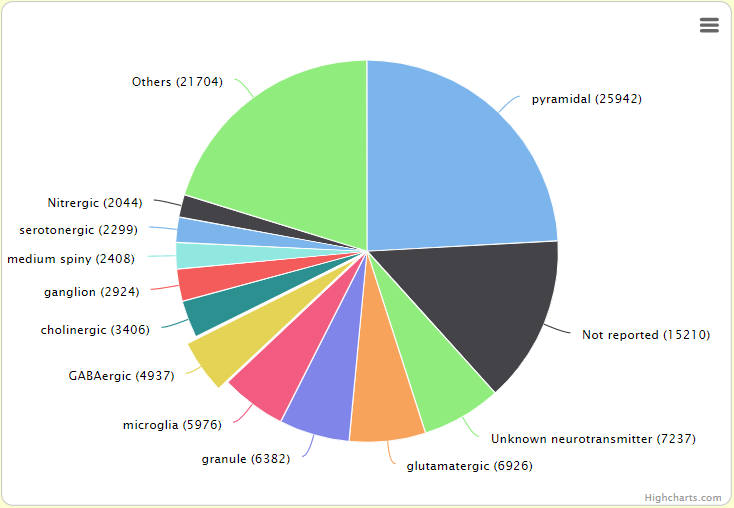 Others (21704)
pyramidal (25942)
Nitrergic (2044)
serotonergic (2299)
medium spiny (2408)
ganglion (2924)
cholinergic (3406)
Not reported (15210)
GABAergic (4937)
microglia (5976)
Unknown neurotransmitter (7237)
granule (6382)
glutamatergic (6926)
Highcharts.com